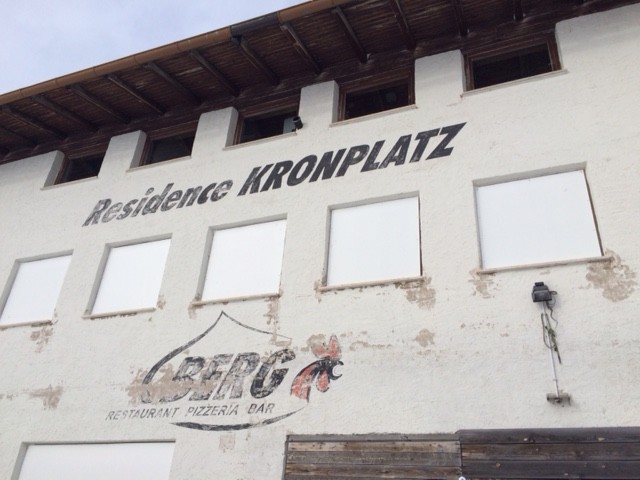 Residence KRONPLATZ
BERG
RESTAURANT PIZZERIA BAR